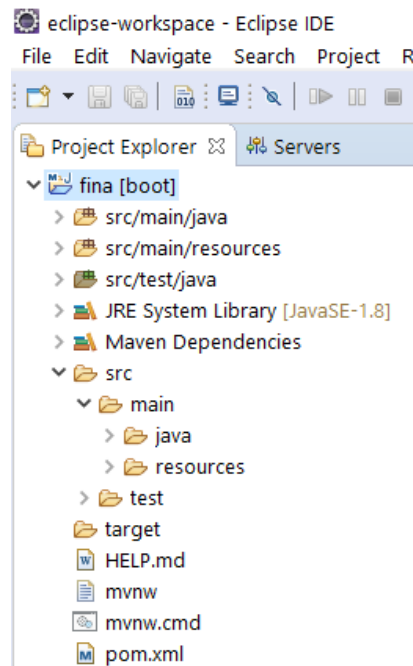 eclipse-workspace - Eclipse IDE
File Edit Navigate Search Project R
010
Project Explorer Servers
fina [boot]
src/main/java
src/main/resources
src/test/java
JRE System Library [JavaSE-1.8]
Maven Dependencies
src
main
java
resources
test
target
HELP.md
mvnw
mvnw.cmd
pom.xml